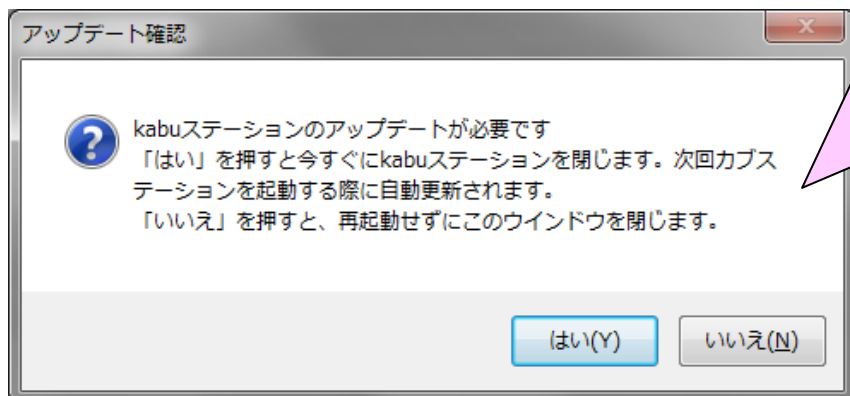 アップデート確認
kabuステーションのアップデートが必要です
「はい」を押すと今すぐにkabuステーションを閉じます。次回カブス
テーションを起動する際に自動更新されます。
「いいえ」を押すと、再起動せずにこのウインドウを閉じます。
はい(Y)
いいえ(N)